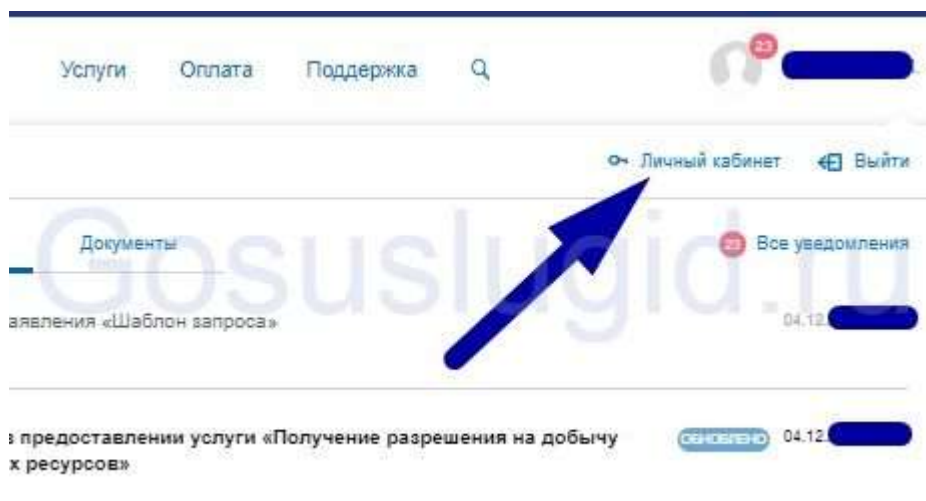 Услуги Оплата Поддержка 23
Личный кабинет Выйти
Документы 23 Все уведомления
Gosuslugid.ru
аявления «Шаблон запроса» 04.12.
в предоставлении услуги «Получение разрешения на добычу ОБНОВЛЕНО 04.12.
х ресурсов»